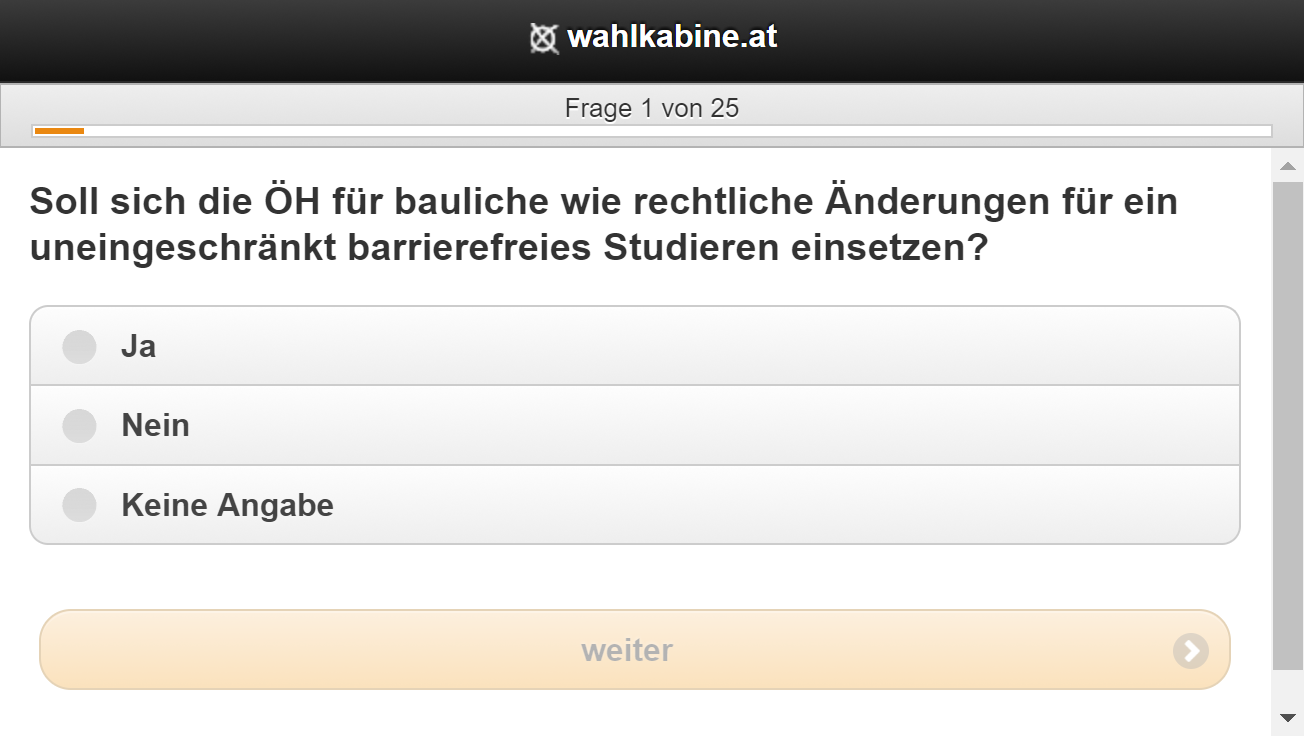 wahlkabine.at
Frage 1 von 25
Soll sich die ÖH für bauliche wie rechtliche Änderungen für ein
uneingeschränkt barrierefreies Studieren einsetzen?
Ja
Nein
Keine Angabe
weiter